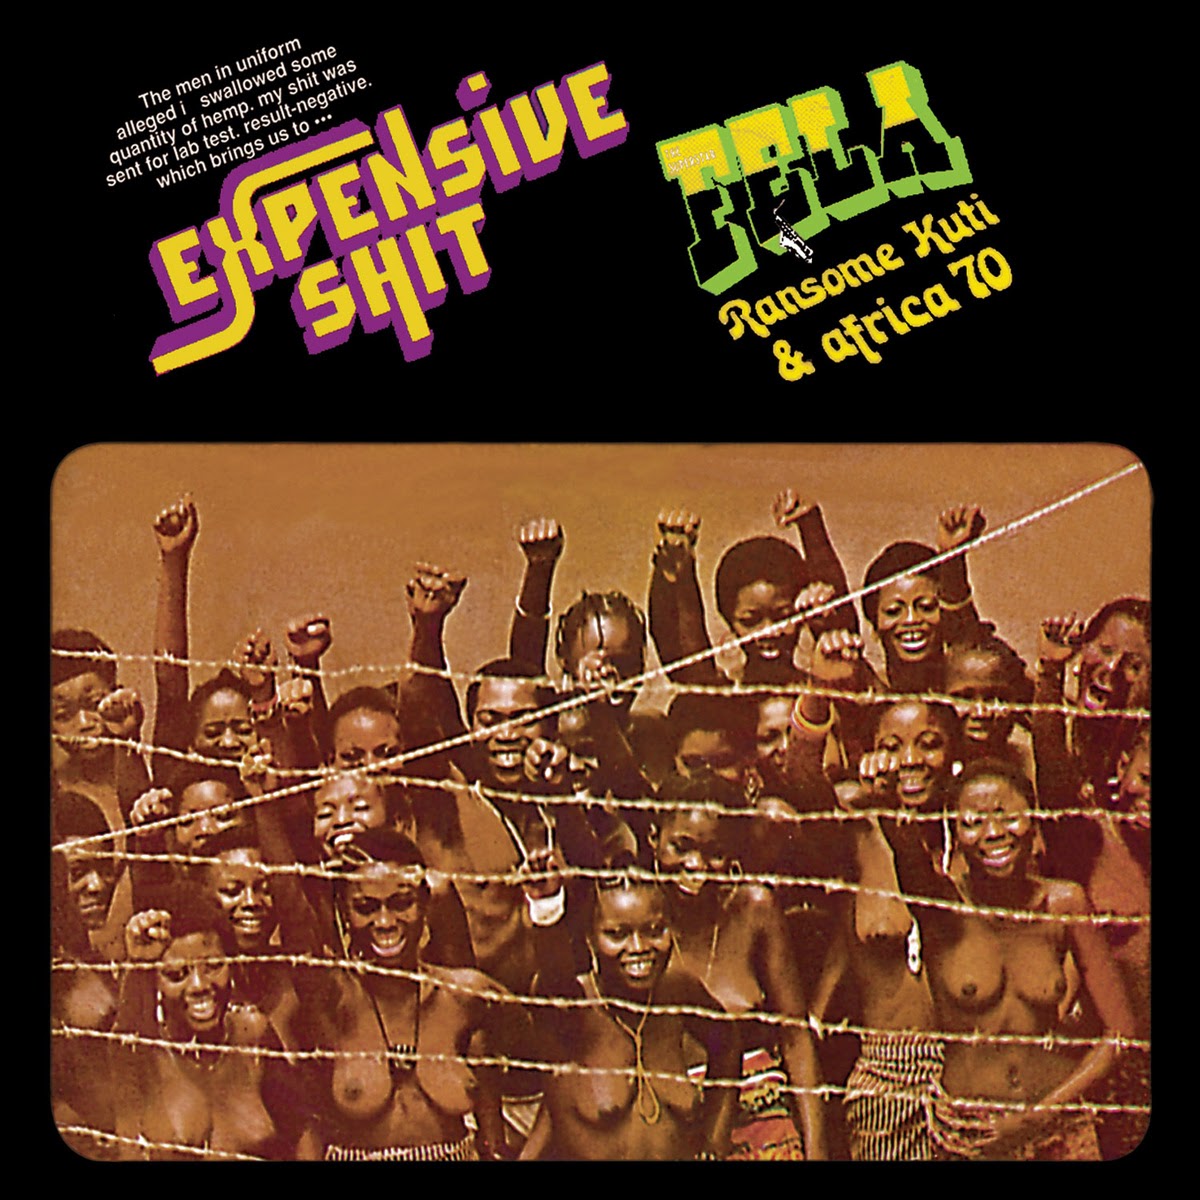 The men in uniform
alleged i swallowed some
quantity of hemp. my shit was
sent for lab test. result-negative.
which brings us to ...
EXPENSIVE
SHIT
FELA
Ransome Kuti
& africa 70